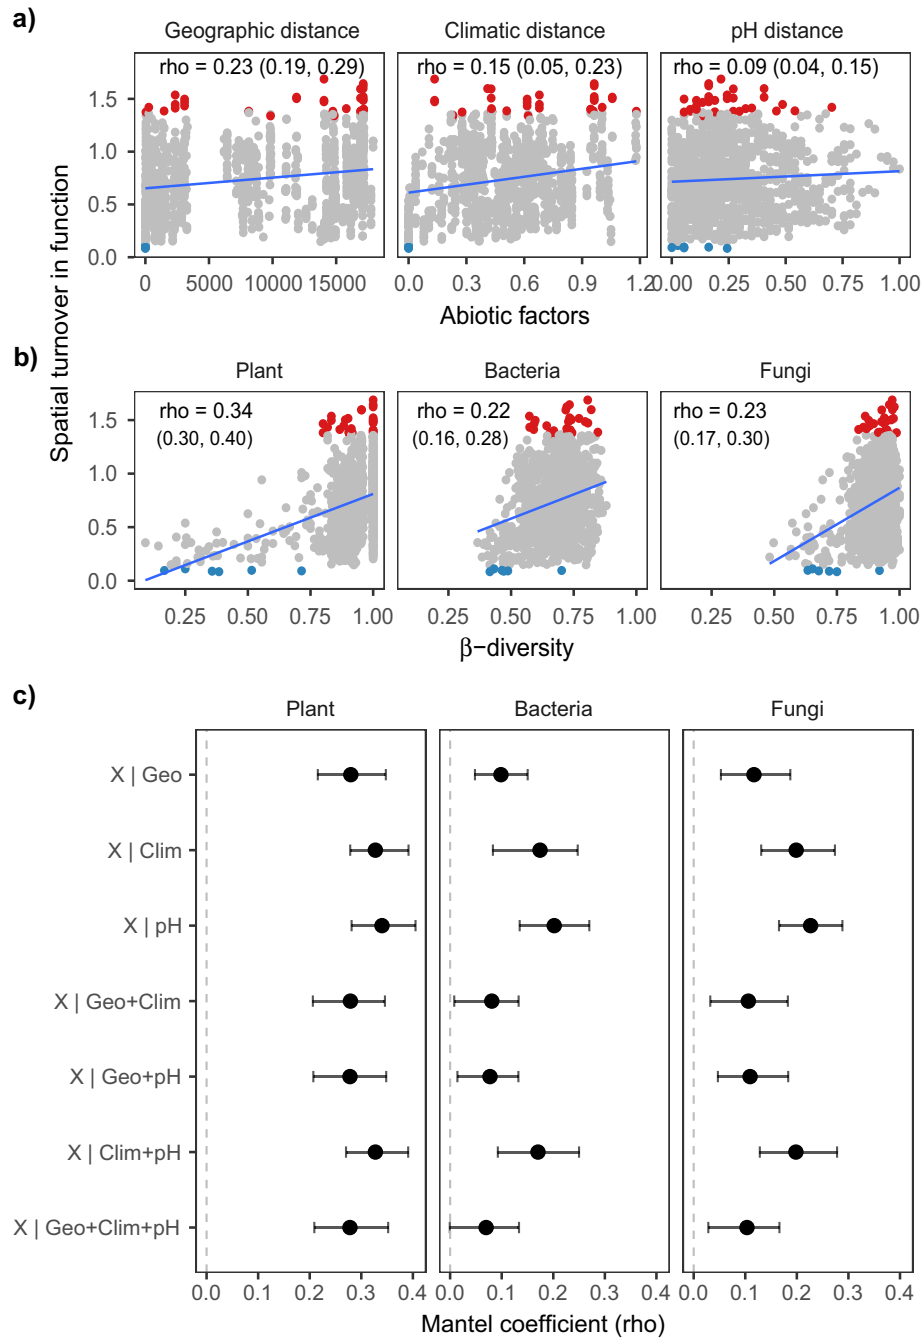 a)
Geographic distance Climatic distance pH distance
rho = 0.23 (0.19, 0.29) rho = 0.15 (0.05, 0.23) rho = 0.09 (0.04, 0.15)
1.5
1.0
0.5
0.0
0 5000 10000 15000 0.0 0.3 0.6 0.9 1.2 0.00 0.25 0.50 0.75 1.00
Abiotic factors
Spatial turnover in function
b)
Plant Bacteria Fungi
rho = 0.34 rho = 0.22 rho = 0.23
(0.30, 0.40) (0.16, 0.28) (0.17, 0.30)
1.5
1.0
0.5
0.0
0.25 0.50 0.75 1.00 0.25 0.50 0.75 1.00 0.25 0.50 0.75 1.00
β−diversity
c)
Plant Bacteria Fungi
X | Geo
X | Clim
X | pH
X | Geo+Clim
X | Geo+pH
X | Clim+pH
X | Geo+Clim+pH
0.0 0.1 0.2 0.3 0.4 0.0 0.1 0.2 0.3 0.4 0.0 0.1 0.2 0.3 0.4
Mantel coefficient (rho)